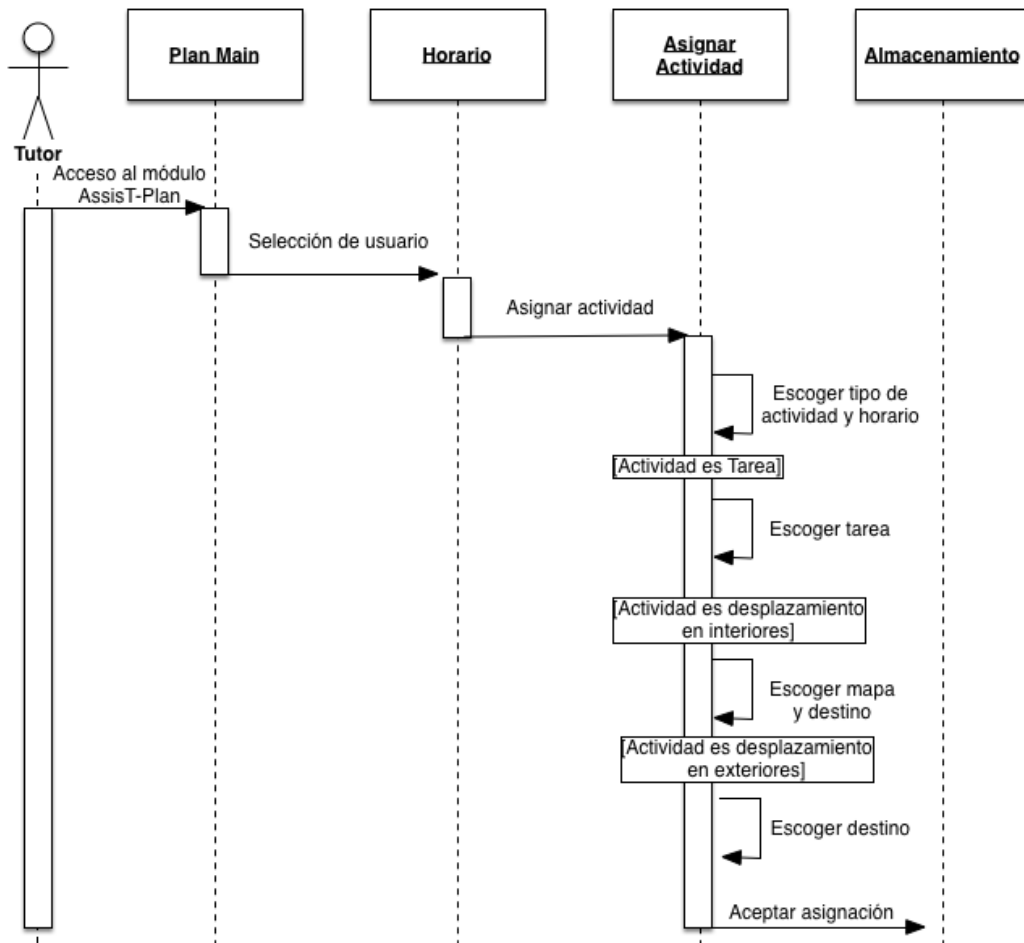 Plan Main
Horario
Asignar
Actividad
Almacenamiento
Tutor
Acceso al módulo
AssisT-Plan
Selección de usuario
Asignar actividad
Escoger tipo de
actividad y horario
[Actividad es Tarea]
Escoger tarea
[Actividad es desplazamiento
en interiores]
Escoger mapa
y destino
[Actividad es desplazamiento
en exteriores]
Escoger destino
Aceptar asignación